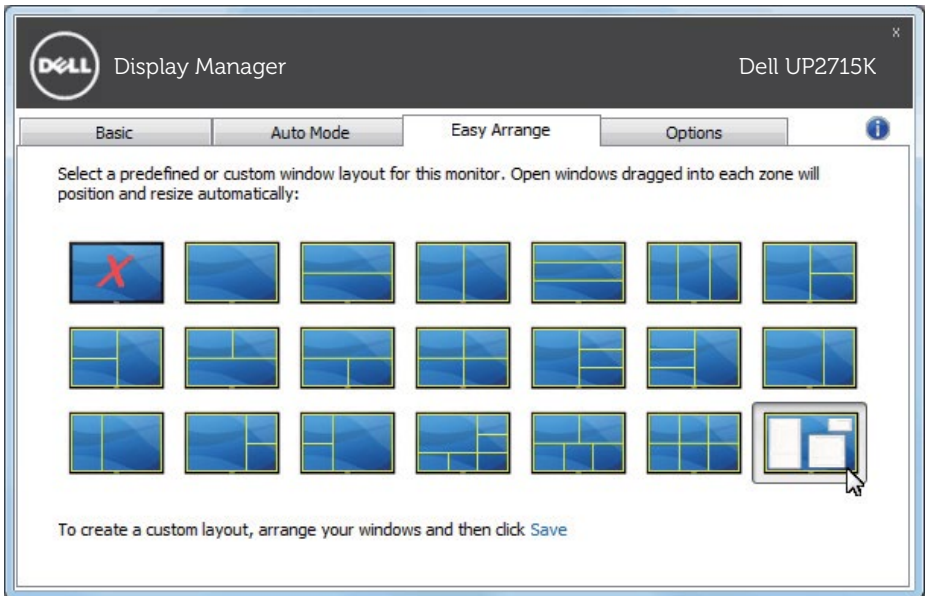 DELL Display Manager Dell UP2715K x
Basic Auto Mode Easy Arrange Options i
Select a predefined or custom window layout for this monitor. Open windows dragged into each zone will
position and resize automatically:
X
To create a custom layout, arrange your windows and then click Save